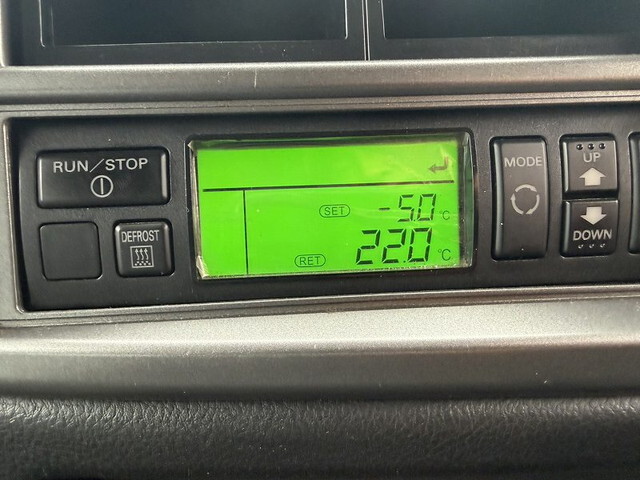 RUN/STOP
DEFROST
SET -5.0 °C
RET 22.0 °C
MODE
UP
DOWN